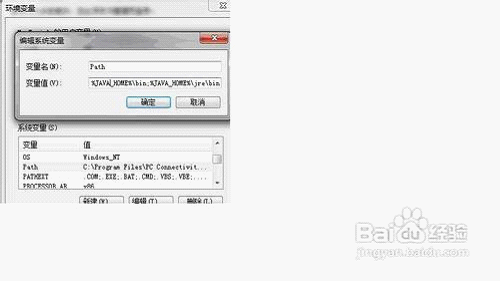 环境变量
编辑系统变量
变量名(N):
Path
变量值(V):
%JAVA_HOME%\bin;%JAVA_HOME%\jre\bin
确定
取消
系统变量(S)
变量
值
OS
Windows_NT
Path
C:\Program Files\PC Connectivit...
PATHEXT
.COM;.EXE;.BAT;.CMD;.VBS;.VBE;...
PROCESSOR_AR
x86
新建(W)...
编辑(I)...
删除(L)
Baidu经验
jingyan.baidu.com